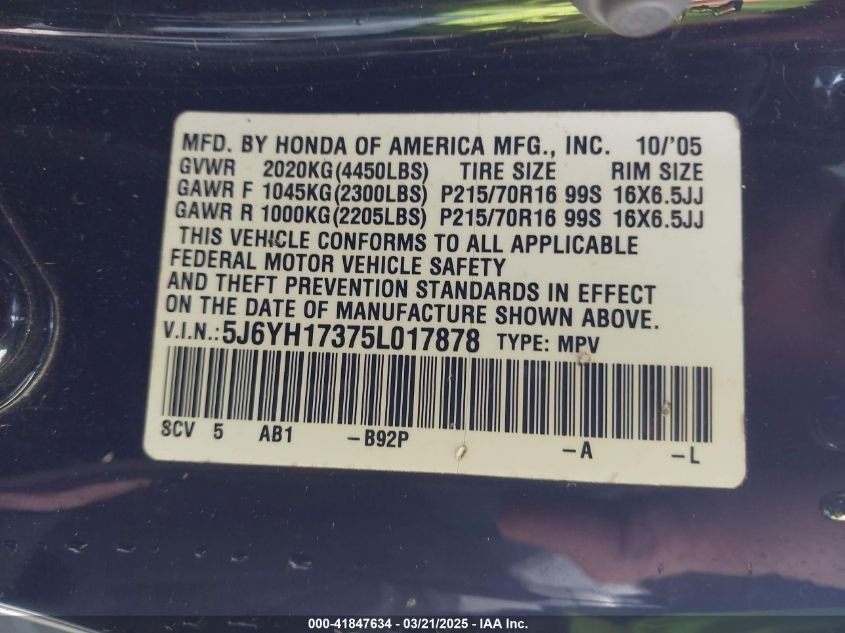 MFD. BY HONDA OF AMERICA MFG., INC. 10/'05
GVWR 2020KG(4450LBS) TIRE SIZE RIM SIZE
GAWR F 1045KG(2300LBS) P215/70R16 99S 16X6.5JJ
GAWR R 1000KG(2205LBS) P215/70R16 99S 16X6.5JJ
THIS VEHICLE CONFORMS TO ALL APPLICABLE
FEDERAL MOTOR VEHICLE SAFETY
AND THEFT PREVENTION STANDARDS IN EFFECT
ON THE DATE OF MANUFACTURE SHOWN ABOVE.
V.I.N.:5J6YH17375L017878 TYPE: MPV
SCV 5 AB1 -B92P -A -L
000-41847634 / 03/21/2025 - IAA Inc.